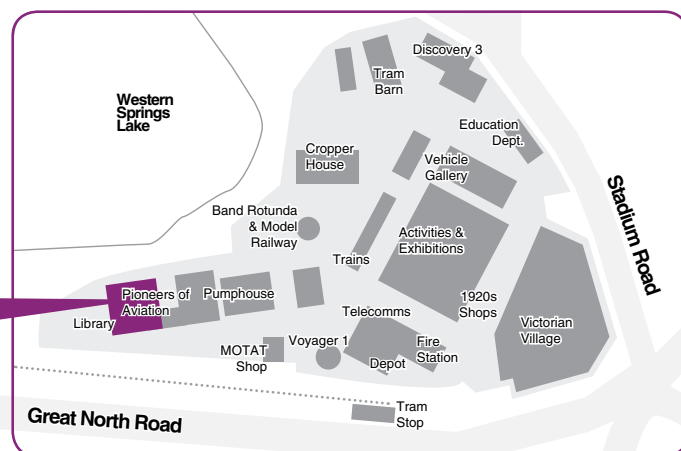 Discovery 3
Tram
Barn
Western
Springs
Lake
Education
Dept.
Cropper
House
Vehicle
Gallery
Stadium Road
Band Rotunda
& Model
Railway
Activities &
Exhibitions
Trains
Pioneers of
Aviation
Pumphouse
1920s
Shops
Telecomms
Library
Victorian
Village
MOTAT
Shop
Voyager 1
Fire
Station
Depot
Tram
Stop
Great North Road